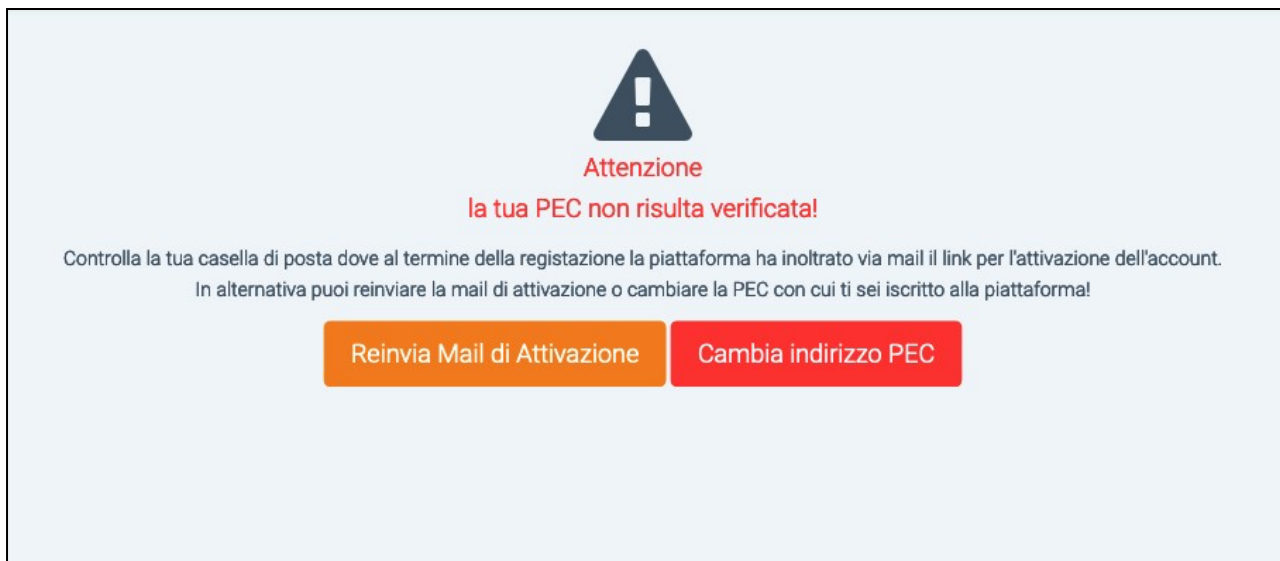 Attenzione
la tua PEC non risulta verificata!
Controlla la tua casella di posta dove al termine della registazione la piattaforma ha inoltrato via mail il link per l'attivazione dell'account.
In alternativa puoi reinviare la mail di attivazione o cambiare la PEC con cui ti sei iscritto alla piattaforma!
Reinvia Mail di Attivazione Cambia indirizzo PEC